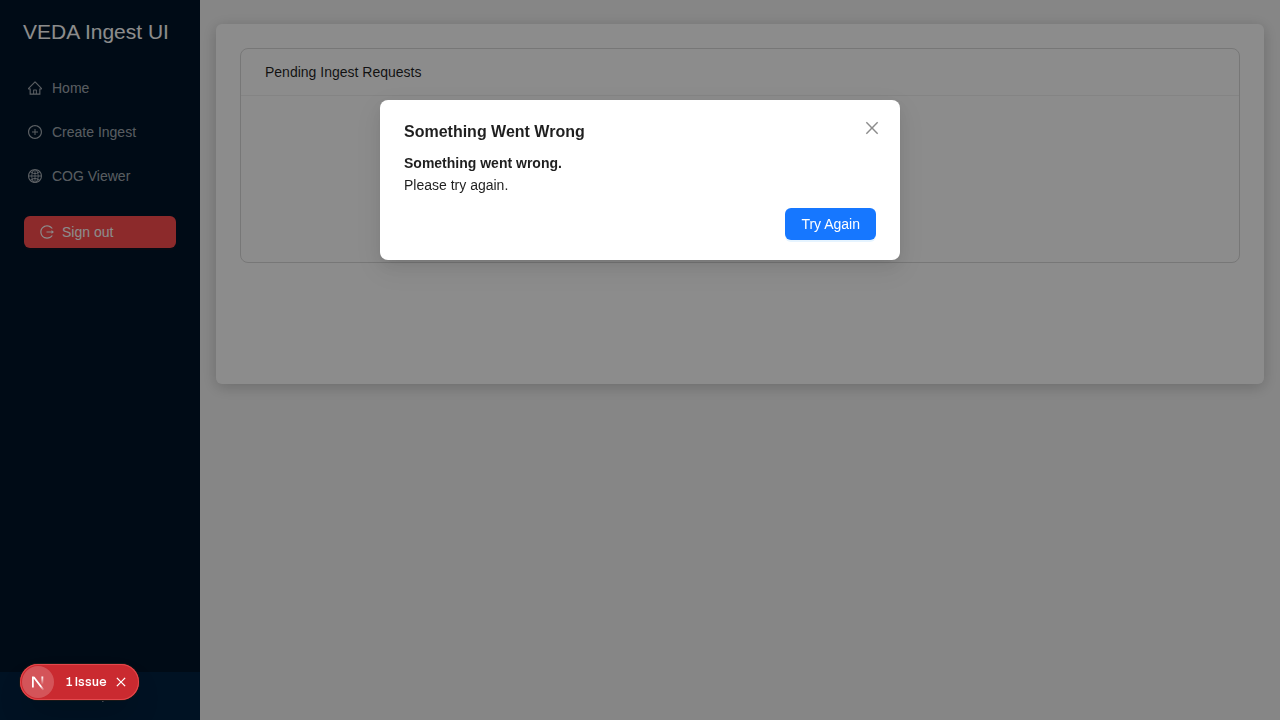 VEDA Ingest UI
Home
Create Ingest
COG Viewer
Sign out
Pending Ingest Requests
Something Went Wrong
Something went wrong.
Please try again.
Try Again
N
1 Issue